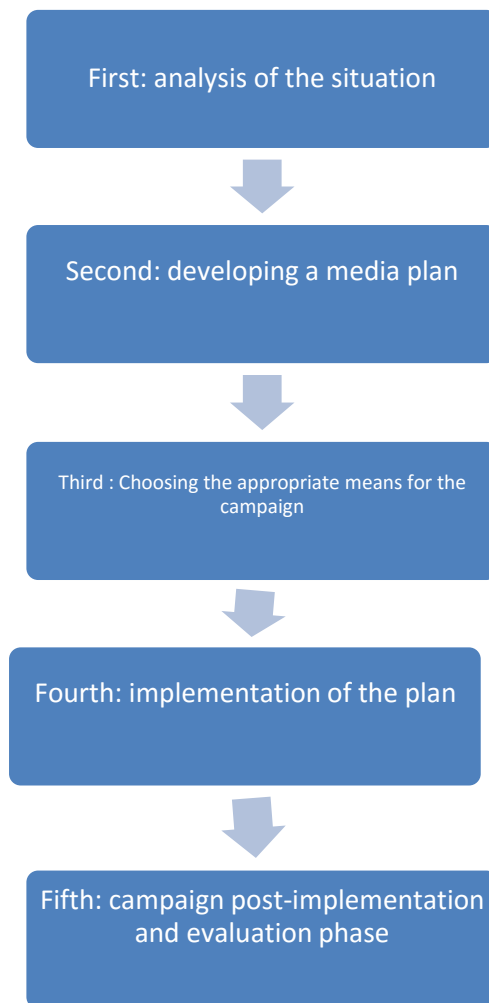 First: analysis of the situation
Second: developing a media plan
Third : Choosing the appropriate means for the
campaign
Fourth: implementation of the plan
Fifth: campaign post-implementation
and evaluation phase